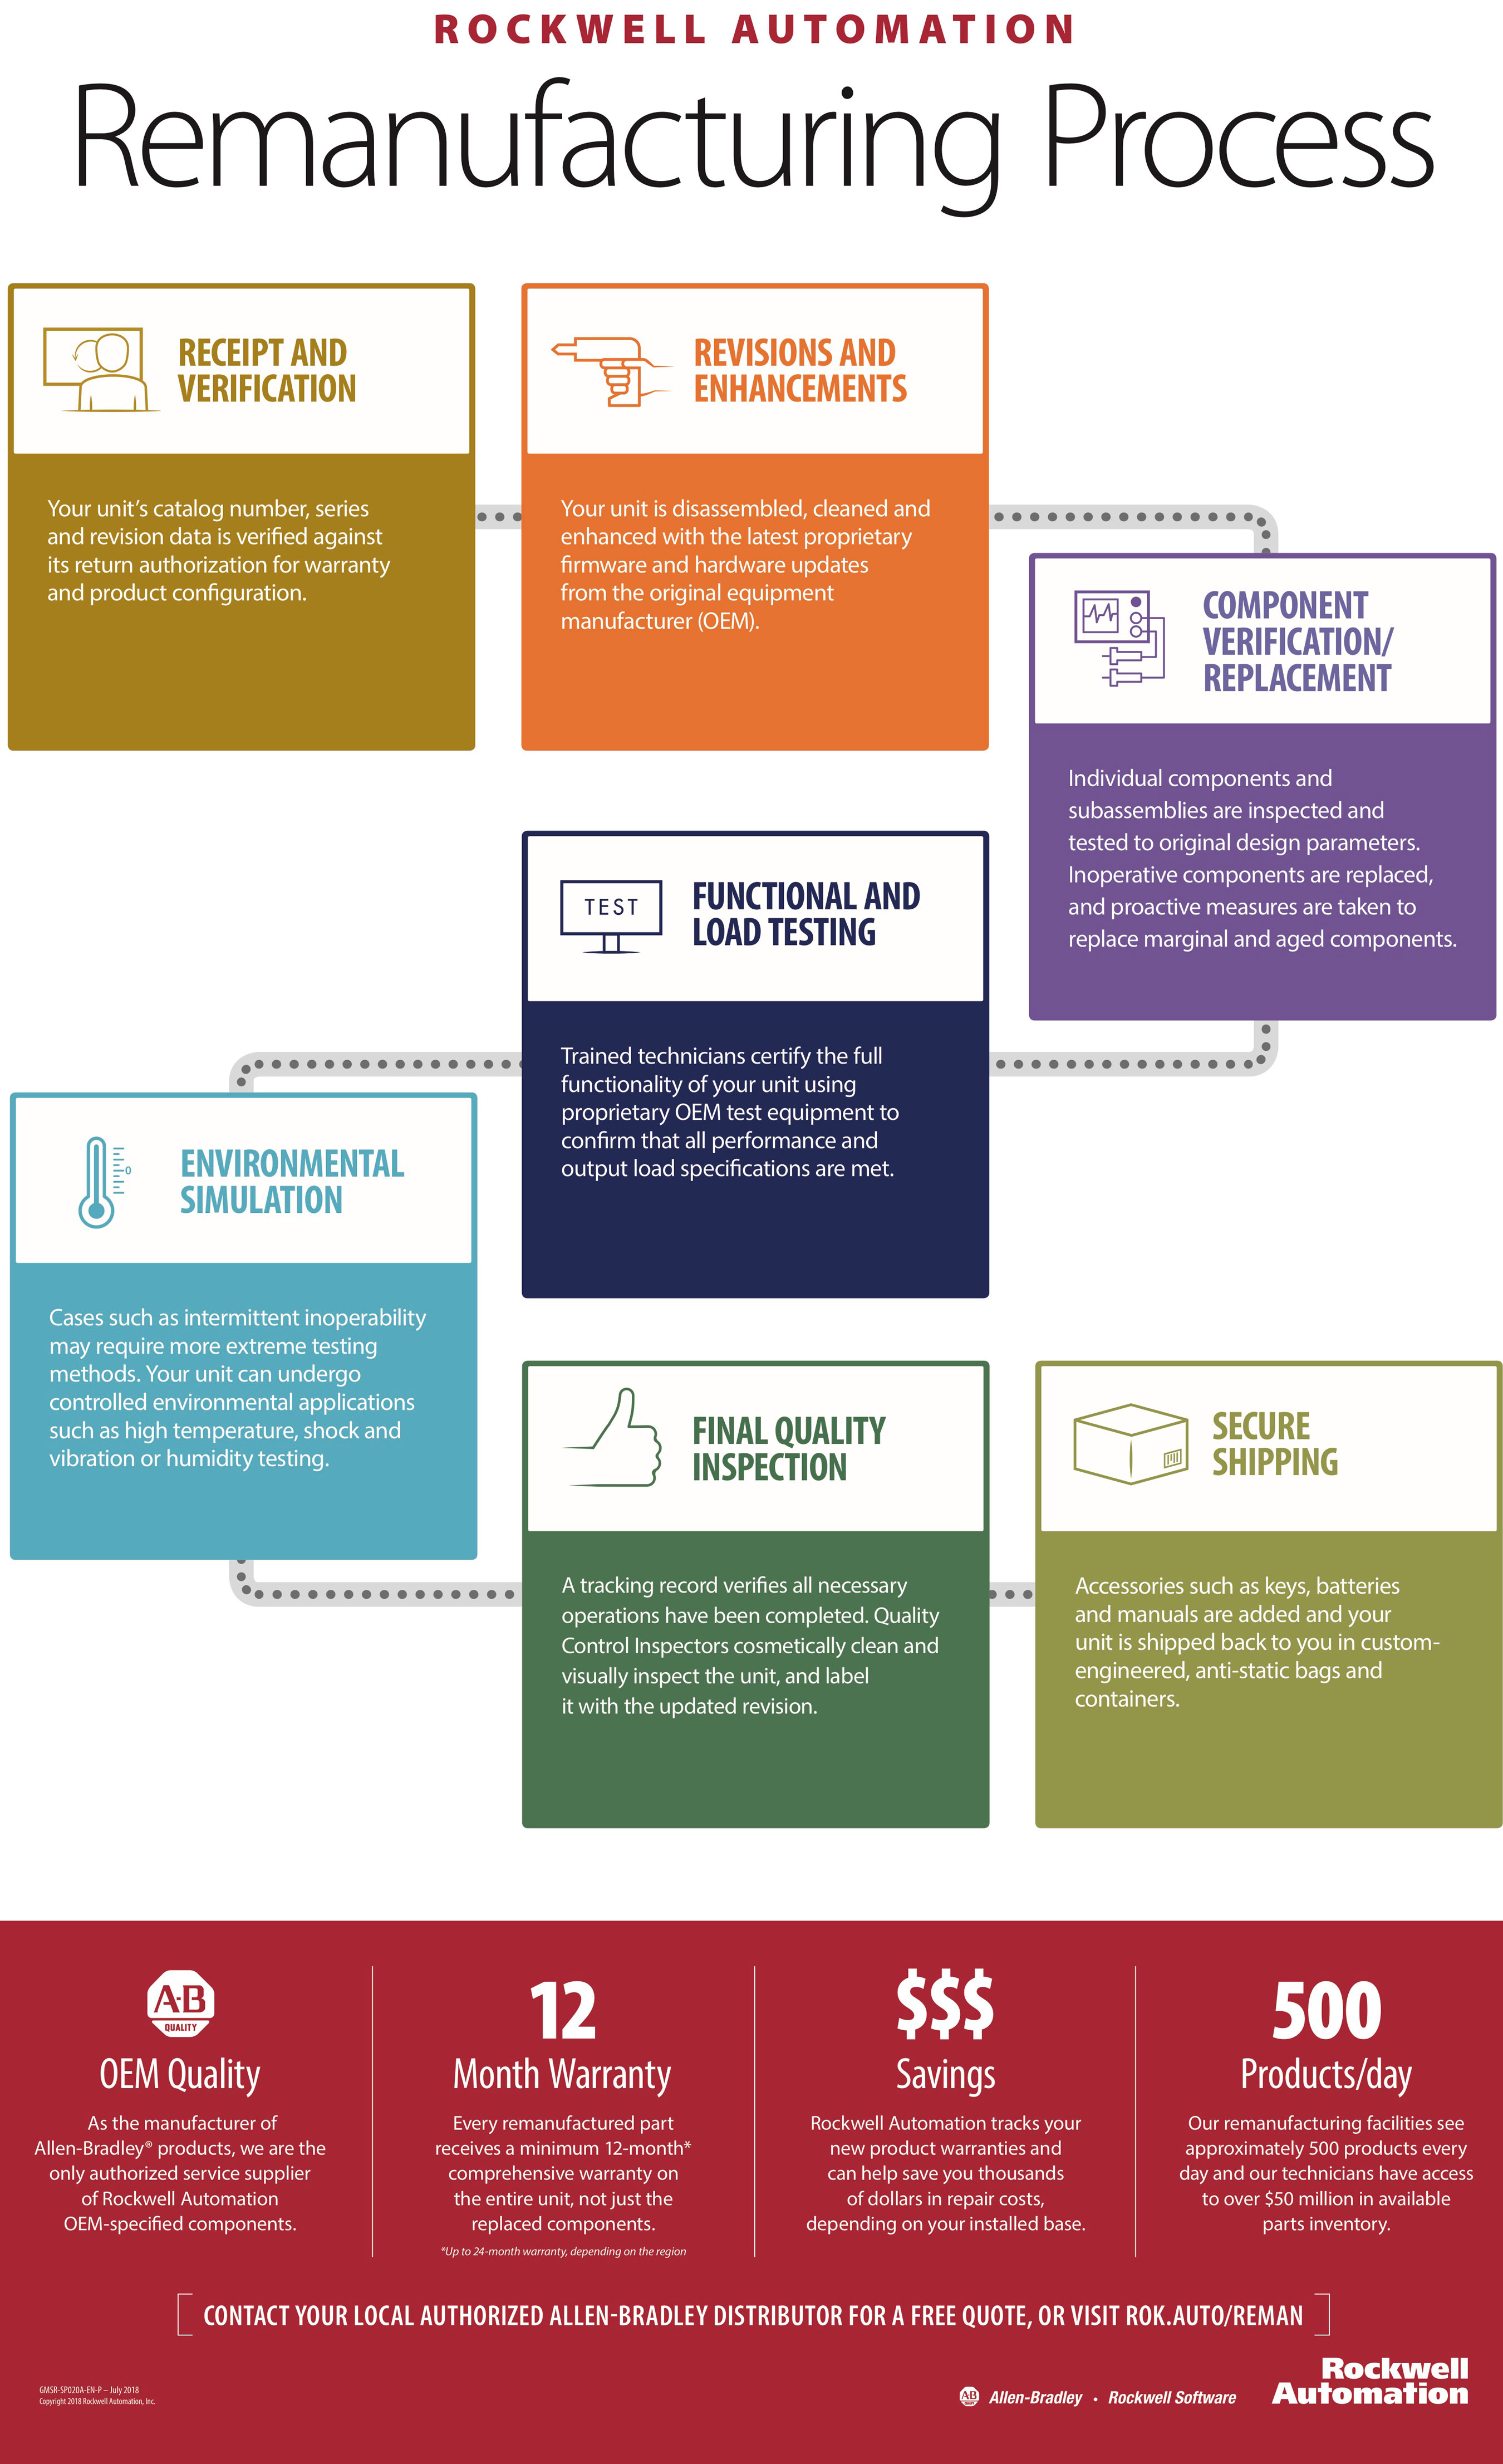 ROCKWELL AUTOMATION
Remanufacturing Process
RECEIPT AND
VERIFICATION
Your unit's catalog number, series
and revision data is verified against
its return authorization for warranty
and product configuration.
REVISIONS AND
ENHANCEMENTS
Your unit is disassembled, cleaned and
enhanced with the latest proprietary
firmware and hardware updates
from the original equipment
manufacturer (OEM).
COMPONENT
VERIFICATION/
REPLACEMENT
Individual components and
subassemblies are inspected and
tested to original design parameters.
Inoperative components are replaced,
and proactive measures are taken to
replace marginal and aged components.
TEST
FUNCTIONAL AND
LOAD TESTING
Trained technicians certify the full
functionality of your unit using
proprietary OEM test equipment to
confirm that all performance and
output load specifications are met.
0
ENVIRONMENTAL
SIMULATION
Cases such as intermittent inoperability
may require more extreme testing
methods. Your unit can undergo
controlled environmental applications
such as high temperature, shock and
vibration or humidity testing.
FINAL QUALITY
INSPECTION
A tracking record verifies all necessary
operations have been completed. Quality
Control Inspectors cosmetically clean and
visually inspect the unit, and label
it with the updated revision.
SECURE
SHIPPING
Accessories such as keys, batteries
and manuals are added and your
unit is shipped back to you in custom-
engineered, anti-static bags and
containers.
A-B
QUALITY
OEM Quality
As the manufacturer of
Allen-Bradley® products, we are the
only authorized service supplier
of Rockwell Automation
OEM-specified components.
12
Month Warranty
Every remanufactured part
receives a minimum 12-month*
comprehensive warranty on
the entire unit, not just the
replaced components.
*Up to 24-month warranty, depending on the region
$$$
Savings
Rockwell Automation tracks your
new product warranties and
can help save you thousands
of dollars in repair costs,
depending on your installed base.
500
Products/day
Our remanufacturing facilities see
approximately 500 products every
day and our technicians have access
to over $50 million in available
parts inventory.
CONTACT YOUR LOCAL AUTHORIZED ALLEN-BRADLEY DISTRIBUTOR FOR A FREE QUOTE, OR VISIT ROK.AUTO/REMAN
GMSR-SP020A-EN-P – July 2018
Copyright 2018 Rockwell Automation, Inc.
AB Allen-Bradley • Rockwell Software
Rockwell
Automation